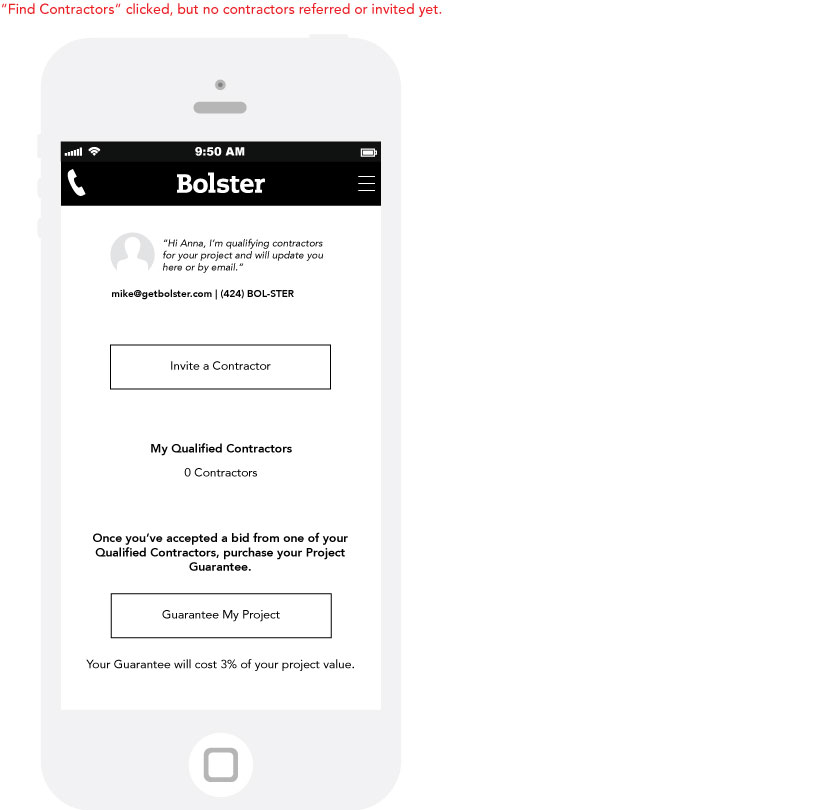 “Find Contractors” clicked, but no contractors referred or invited yet.
9:50 AM
Bolster
“Hi Anna, I’m qualifying contractors
for your project and will update you
here or by email.”
mike@getbolster.com | (424) BOL-STER
Invite a Contractor
My Qualified Contractors
0 Contractors
Once you’ve accepted a bid from one of your
Qualified Contractors, purchase your Project
Guarantee.
Guarantee My Project
Your Guarantee will cost 3% of your project value.